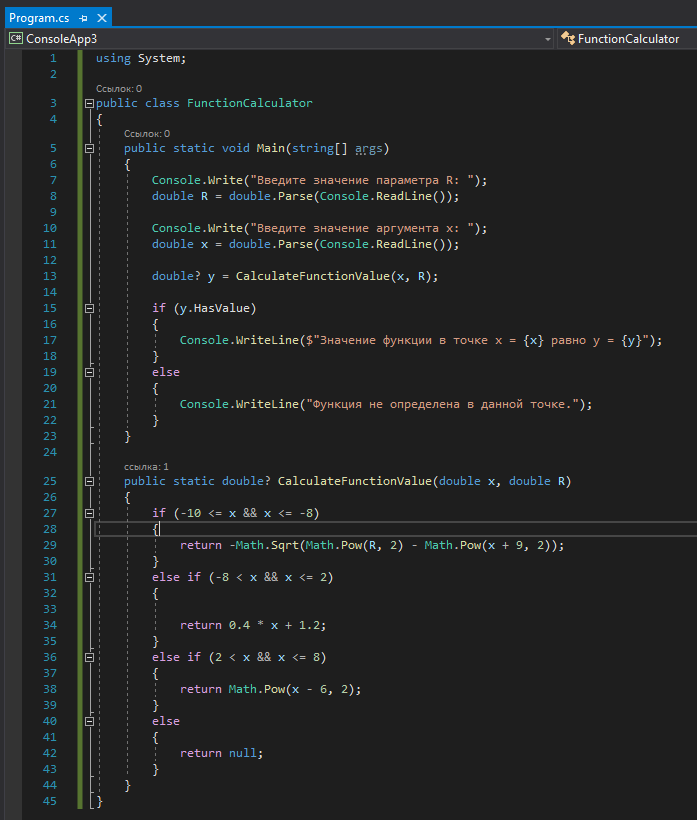 Program.cs
ConsoleApp3 FunctionCalculator
1 using System;
2
Ссылок: 0
3 public class FunctionCalculator
4 {
Ссылок: 0
5 public static void Main(string[] args)
6 {
7 Console.Write("Введите значение параметра R: ");
8 double R = double.Parse(Console.ReadLine());
9
10 Console.Write("Введите значение аргумента x: ");
11 double x = double.Parse(Console.ReadLine());
12
13 double? y = CalculateFunctionValue(x, R);
14
15 if (y.HasValue)
16 {
17 Console.WriteLine($"Значение функции в точке x = {x} равно y = {y}");
18 }
19 else
20 {
21 Console.WriteLine("Функция не определена в данной точке.");
22 }
23 }
24
ссылка: 1
25 public static double? CalculateFunctionValue(double x, double R)
26 {
27 if (-10 <= x && x <= -8)
28 {
29 return -Math.Sqrt(Math.Pow(R, 2) - Math.Pow(x + 9, 2));
30 }
31 else if (-8 < x && x <= 2)
32 {
33
34 return 0.4 * x + 1.2;
35 }
36 else if (2 < x && x <= 8)
37 {
38 return Math.Pow(x - 6, 2);
39 }
40 else
41 {
42 return null;
43 }
44 }
45 }